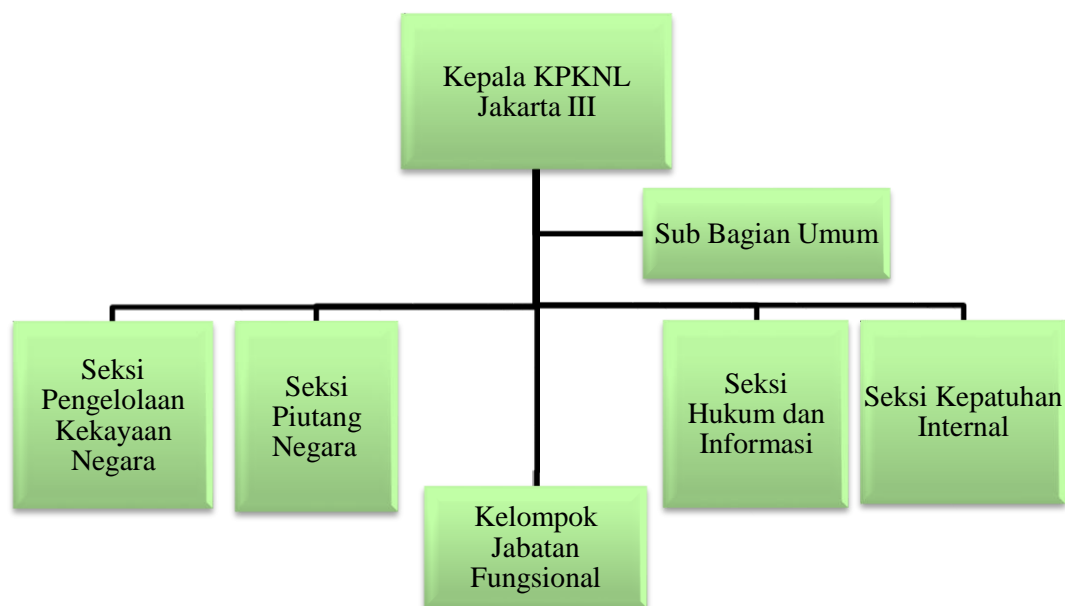 Kepala KPKNL
Jakarta III
Sub Bagian Umum
Seksi
Pengelolaan
Kekayaan
Negara
Seksi
Piutang
Negara
Seksi
Hukum dan
Informasi
Seksi Kepatuhan
Internal
Kelompok
Jabatan
Fungsional